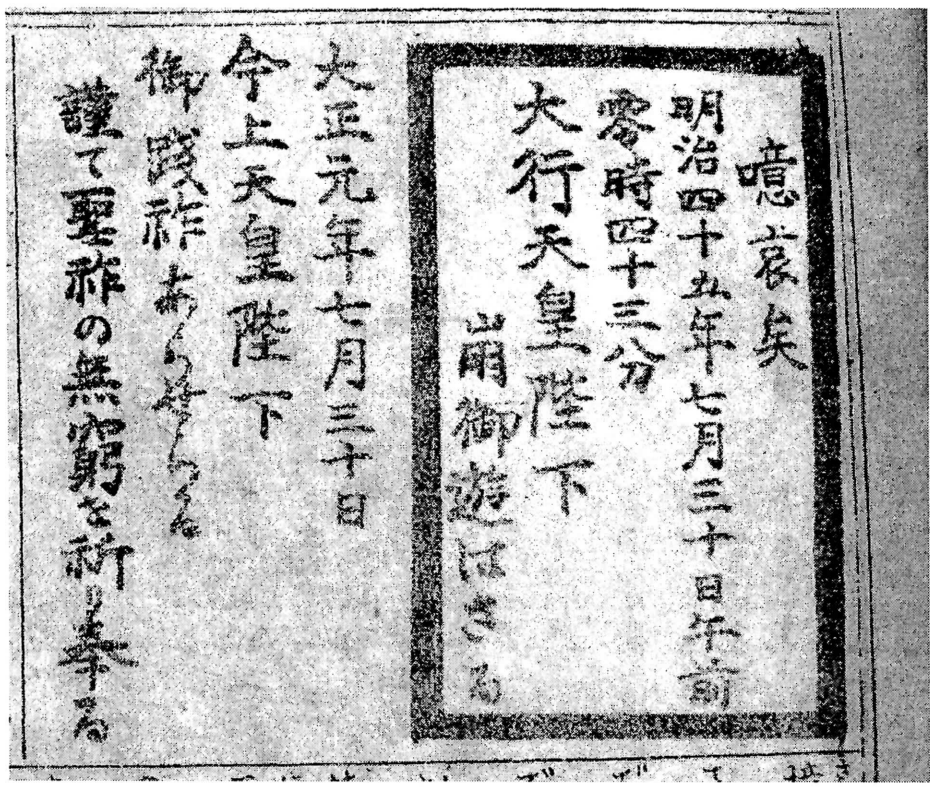 噫哀矣
明治四十五年七月三十日午前
零時四十三分
大行天皇陛下
崩御遊はさる
大正元年七月三十日
今上天皇陛下
御践祚あらせらる
謹て聖祚の無窮を祈り奉る